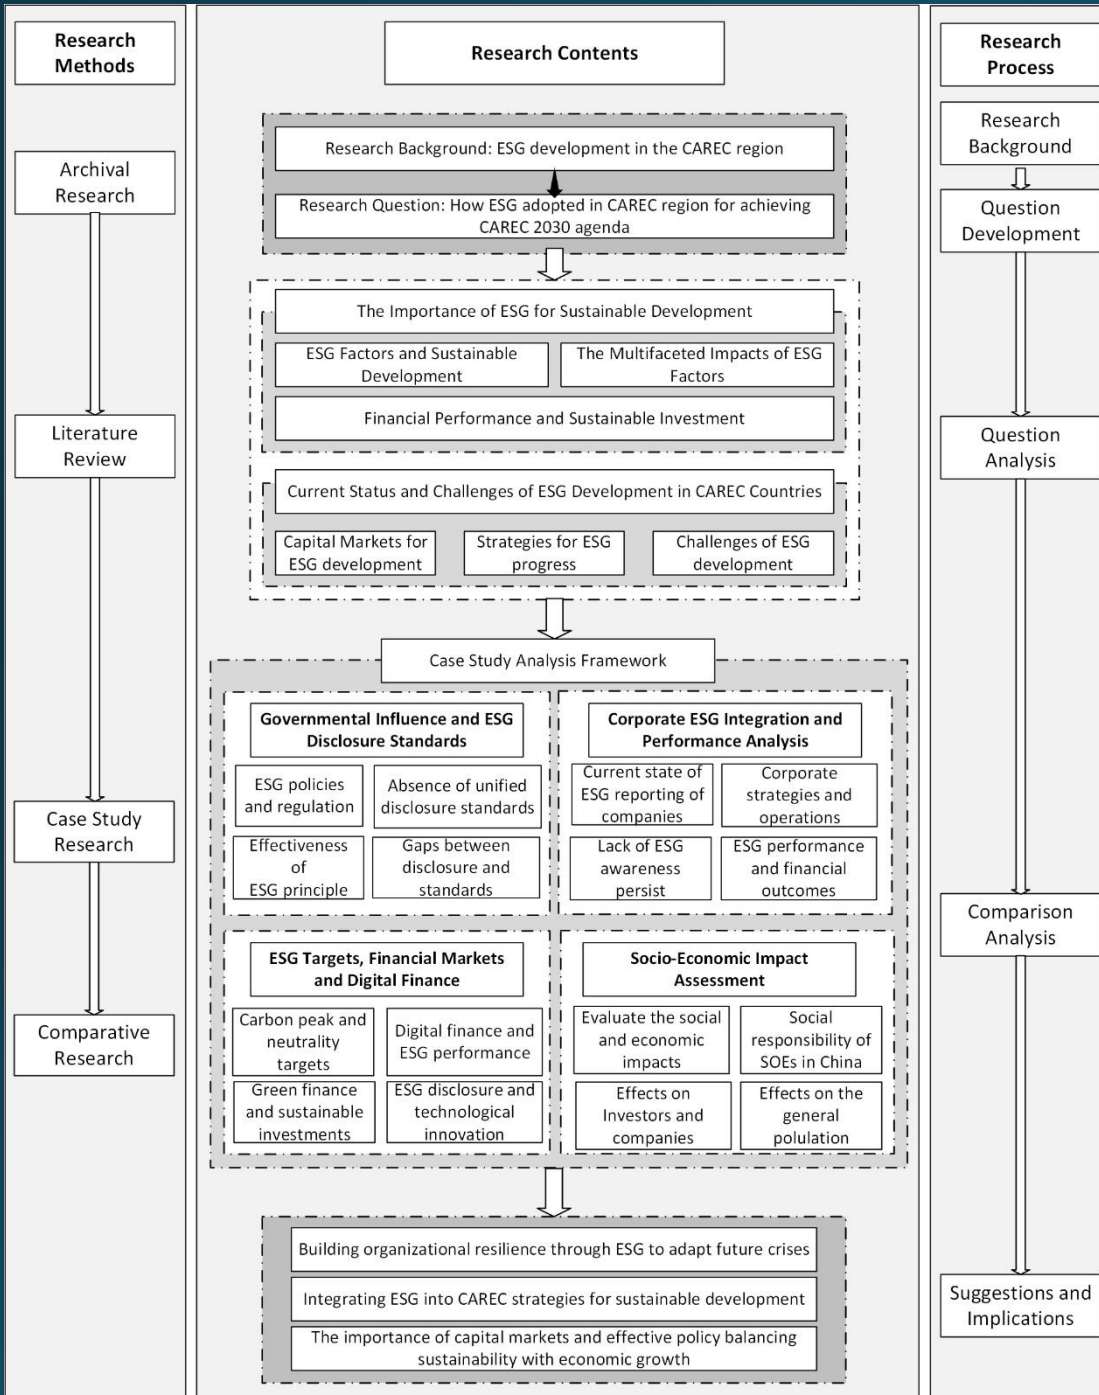 Research
Methods
Archival
Research
Literature
Review
Case Study
Research
Comparative
Research
Research Contents
Research Background: ESG development in the CAREC region
Research Question: How ESG adopted in CAREC region for achieving
CAREC 2030 agenda
The Importance of ESG for Sustainable Development
ESG Factors and Sustainable
Development
The Multifaceted Impacts of ESG
Factors
Financial Performance and Sustainable Investment
Current Status and Challenges of ESG Development in CAREC Countries
Capital Markets for
ESG development
Strategies for ESG
progress
Challenges of ESG
development
Case Study Analysis Framework
Governmental Influence and ESG
Disclosure Standards
ESG policies
and regulation
Absence of unified
disclosure standards
Effectiveness
of
ESG principle
Gaps between
disclosure and
standards
Corporate ESG Integration and
Performance Analysis
Current state of
ESG reporting of
companies
Corporate
strategies and
operations
Lack of ESG
awareness persist
ESG performance
and financial
outcomes
ESG Targets, Financial Markets
and Digital Finance
Carbon peak and
neutrality
targets
Digital finance and
ESG performance
Green finance
and sustainable
investments
ESG disclosure and
technological
innovation
Socio-Economic Impact
Assessment
Evaluate the social
and economic
impacts
Social
responsibility of
SOEs in China
Effects on
Investors and
companies
Effects on the
general
polulation
Building organizational resilience through ESG to adapt future crises
Integrating ESG into CAREC strategies for sustainable development
The importance of capital markets and effective policy balancing
sustainability with economic growth
Research
Process
Research
Background
Question
Development
Question
Analysis
Comparison
Analysis
Suggestions and
Implications